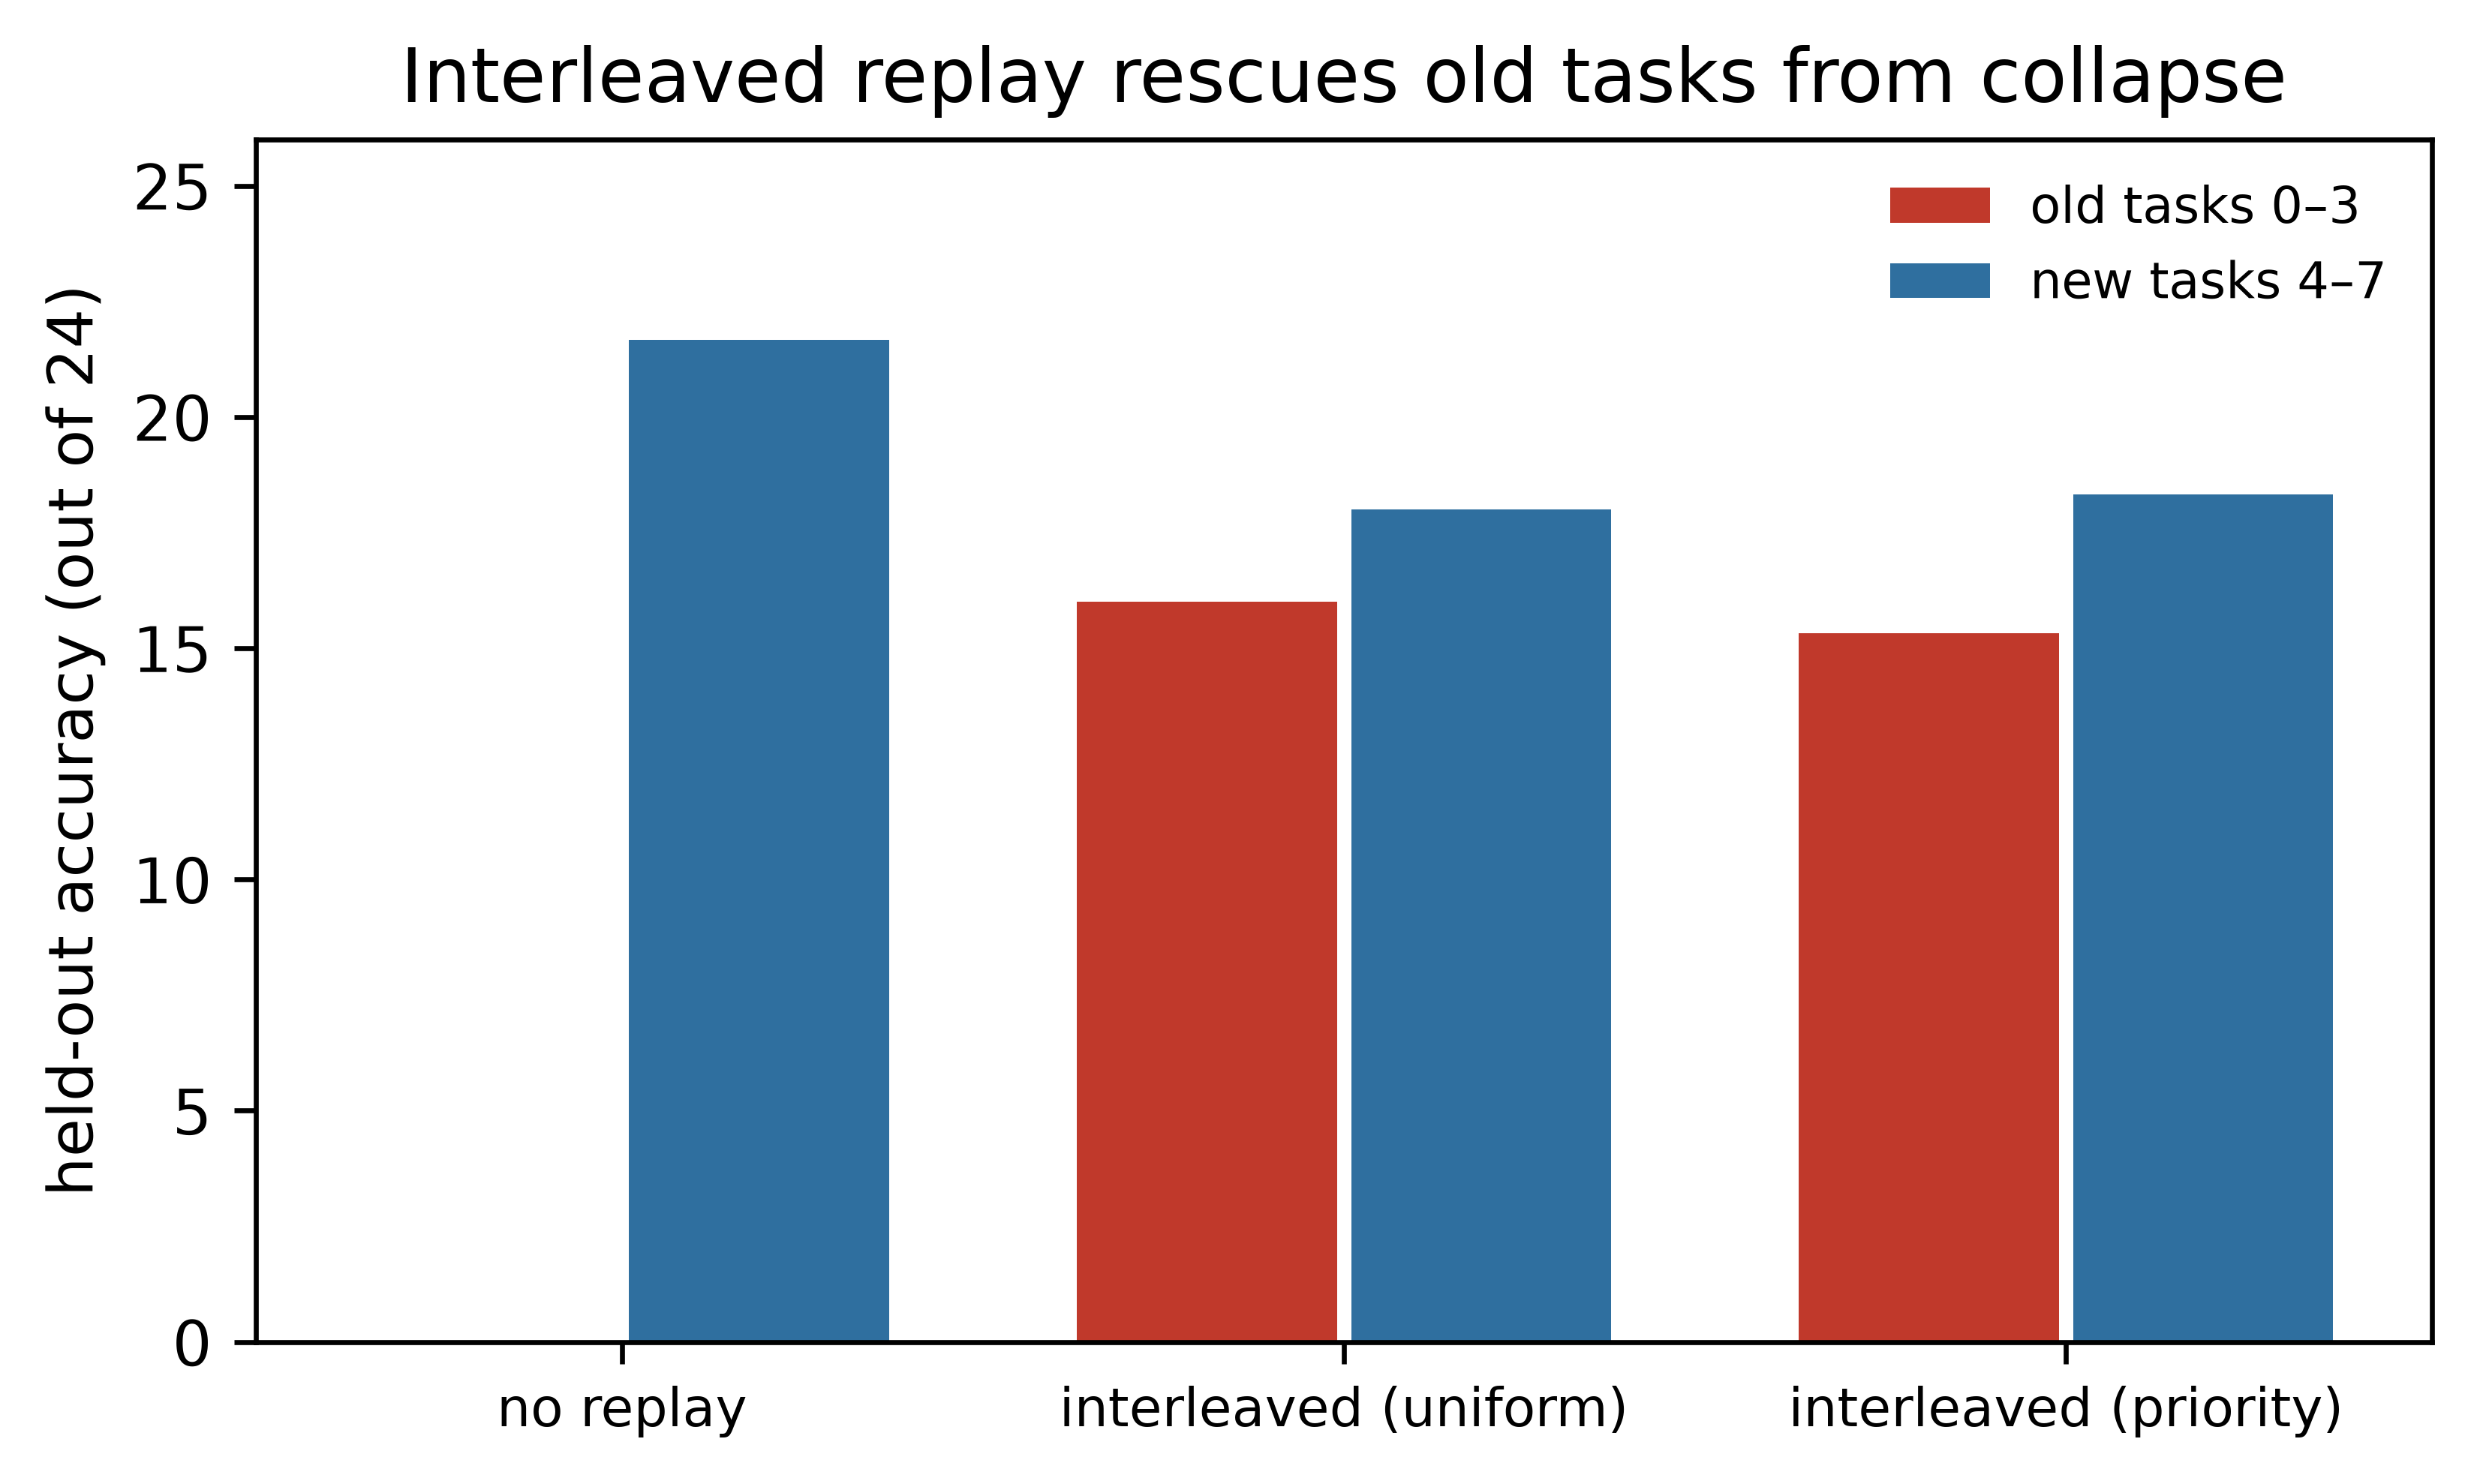 Interleaved replay rescues old tasks from collapse
old tasks 0–3
new tasks 4–7
held-out accuracy (out of 24)
25
20
15
10
5
0
no replay
interleaved (uniform)
interleaved (priority)